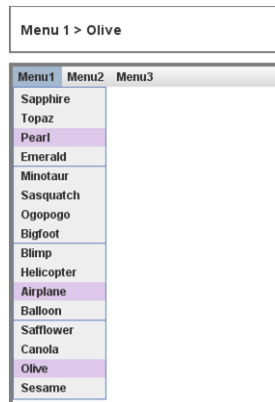 Menu 1 > Olive
Menu1 Menu2 Menu3
Sapphire
Topaz
Pearl
Emerald
Minotaur
Sasquatch
Ogopogo
Bigfoot
Blimp
Helicopter
Airplane
Balloon
Safflower
Canola
Olive
Sesame